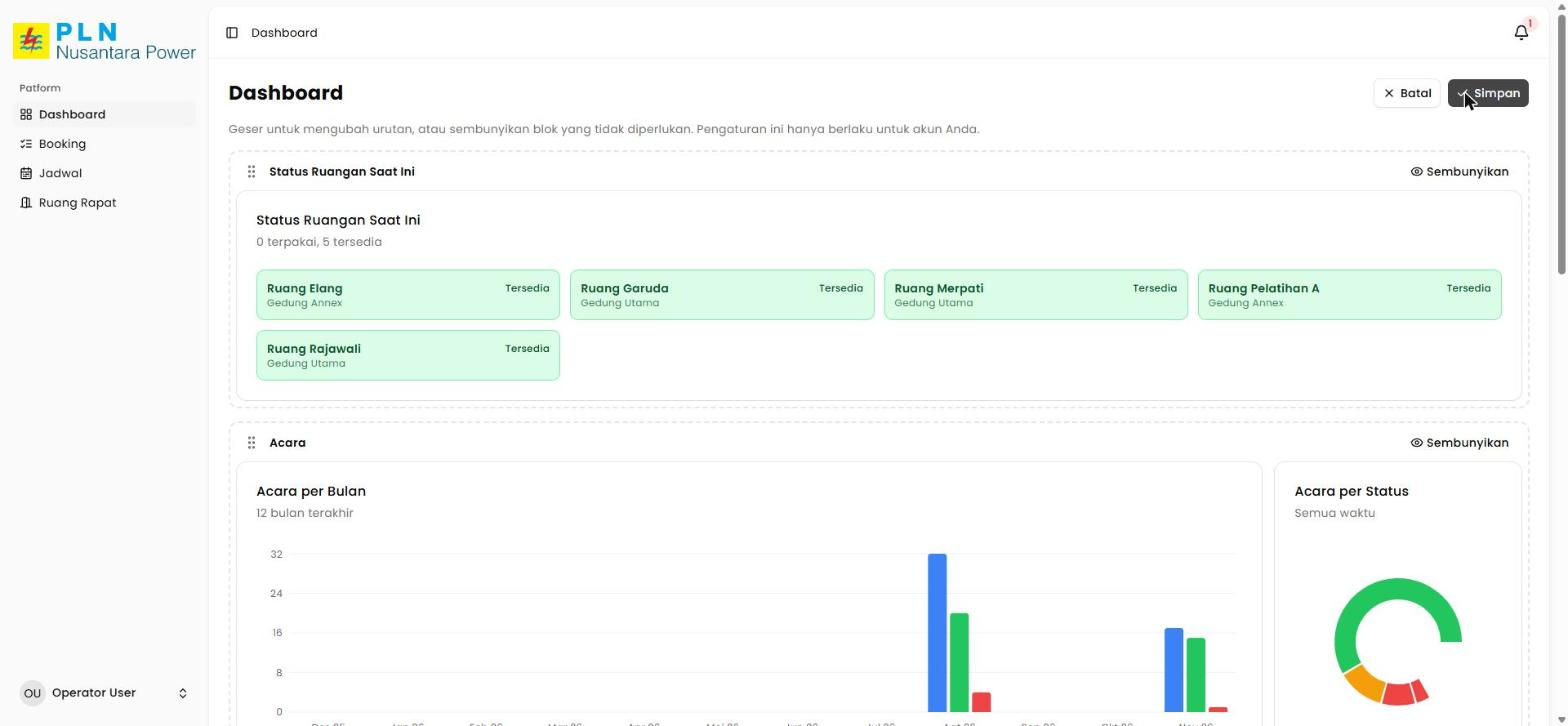 PLN
Nusantara Power
Patform
Dashboard
Booking
Jadwal
Ruang Rapat
OU Operator User
Dashboard
1
Dashboard
Batal
Simpan
Geser untuk mengubah urutan, atau sembunyikan blok yang tidak diperlukan. Pengaturan ini hanya berlaku untuk akun Anda.
Status Ruangan Saat Ini
Sembunyikan
Status Ruangan Saat Ini
0 terpakai, 5 tersedia
Ruang Elang Tersedia
Gedung Annex
Ruang Garuda Tersedia
Gedung Utama
Ruang Merpati Tersedia
Gedung Utama
Ruang Pelatihan A Tersedia
Gedung Annex
Ruang Rajawali Tersedia
Gedung Utama
Acara
Sembunyikan
Acara per Bulan
12 bulan terakhir
32
24
16
8
0
Acara per Status
Semua waktu